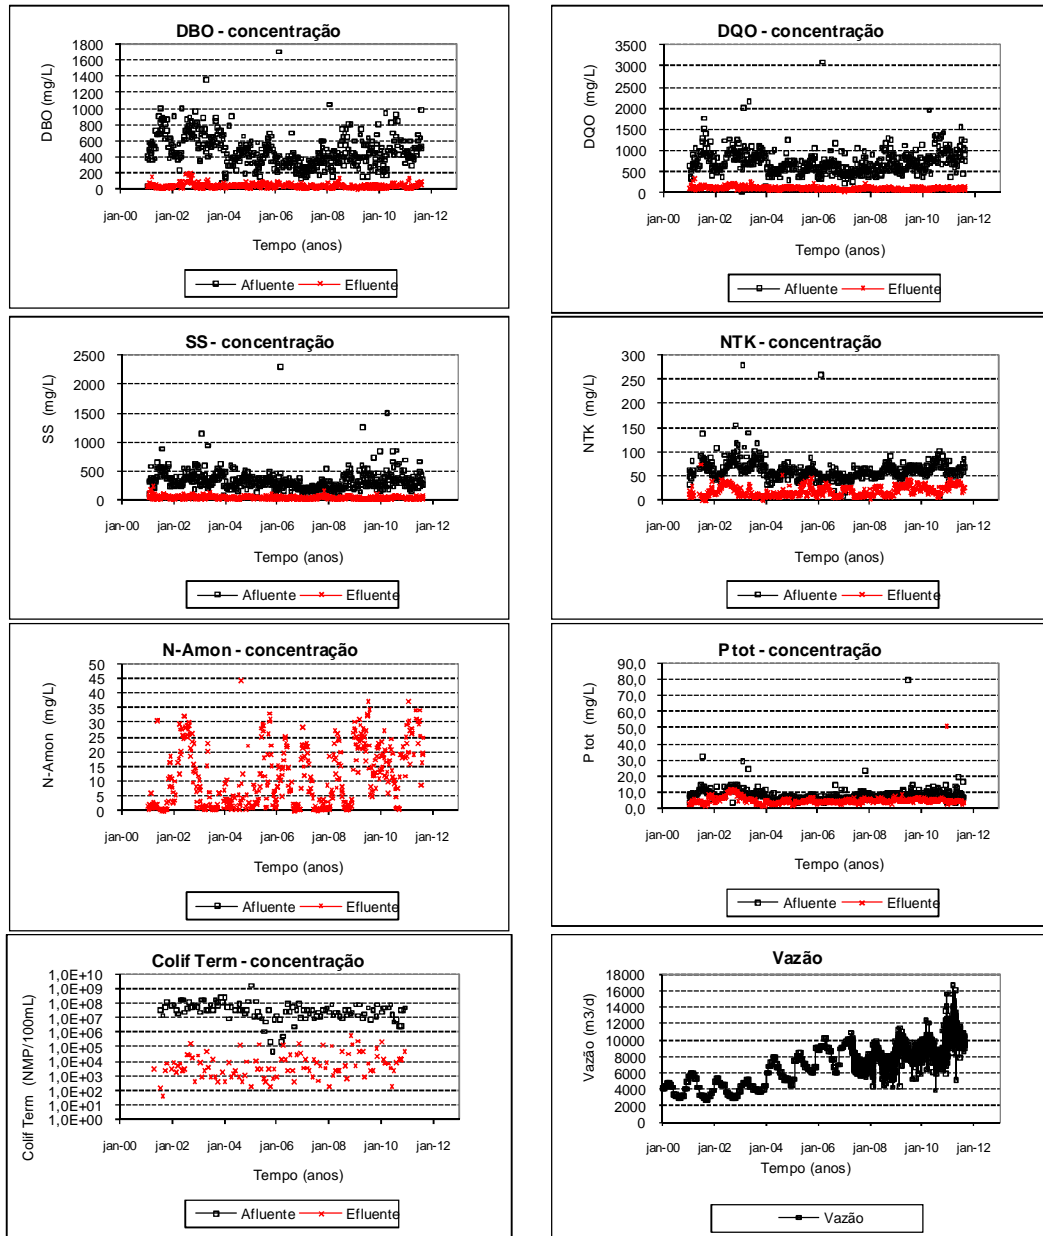 DBO - concentração
1800
1600
1400
1200
1000
800
600
400
200
0
DBO (mg/L)
jan-00 jan-02 jan-04 jan-06 jan-08 jan-10 jan-12
Tempo (anos)
Afluente Efluente
DQO - concentração
3500
3000
2500
2000
1500
1000
500
0
DQO (mg/L)
jan-00 jan-02 jan-04 jan-06 jan-08 jan-10 jan-12
Tempo (anos)
Afluente Efluente
SS - concentração
2500
2000
1500
1000
500
0
SS (mg/L)
jan-00 jan-02 jan-04 jan-06 jan-08 jan-10 jan-12
Tempo (anos)
Afluente Efluente
NTK - concentração
300
250
200
150
100
50
0
NTK (mg/L)
jan-00 jan-02 jan-04 jan-06 jan-08 jan-10 jan-12
Tempo (anos)
Afluente Efluente
N-Amon - concentração
50
45
40
35
30
25
20
15
10
5
0
N-Amon (mg/L)
jan-00 jan-02 jan-04 jan-06 jan-08 jan-10 jan-12
Tempo (anos)
Afluente Efluente
P tot - concentração
90,0
80,0
70,0
60,0
50,0
40,0
30,0
20,0
10,0
0,0
P tot (mg/L)
jan-00 jan-02 jan-04 jan-06 jan-08 jan-10 jan-12
Tempo (anos)
Afluente Efluente
Colif Term - concentração
1,0E+10
1,0E+09
1,0E+08
1,0E+07
1,0E+06
1,0E+05
1,0E+04
1,0E+03
1,0E+02
1,0E+01
1,0E+00
Colif Term (NMP/100mL)
jan-00 jan-02 jan-04 jan-06 jan-08 jan-10 jan-12
Tempo (anos)
Afluente Efluente
Vazão
18000
16000
14000
12000
10000
8000
6000
4000
2000
0
Vazão (m3/d)
jan-00 jan-02 jan-04 jan-06 jan-08 jan-10 jan-12
Tempo (anos)
Vazão